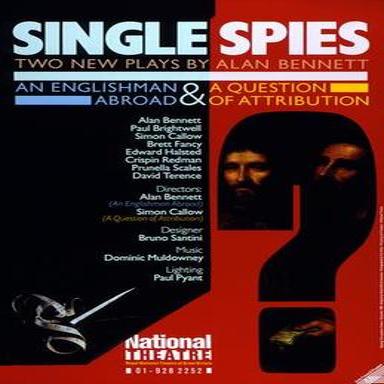 SINGLE SPIES
TWO NEW PLAYS BY ALAN BENNETT
AN ENGLISHMAN ABROAD
&
A QUESTION OF ATTRIBUTION
Alan Bennett
Paul Brightwell
Simon Callow
Brett Fancy
Edward Halsted
Crispin Redman
Prunella Scales
David Terence
Directors:
Alan Bennett
(An Englishman Abroad)
Simon Callow
(A Question of Attribution)
Designer
Bruno Santini
Music
Dominic Muldowney
Lighting
Paul Pyant
National
THEATRE
01-928 2252